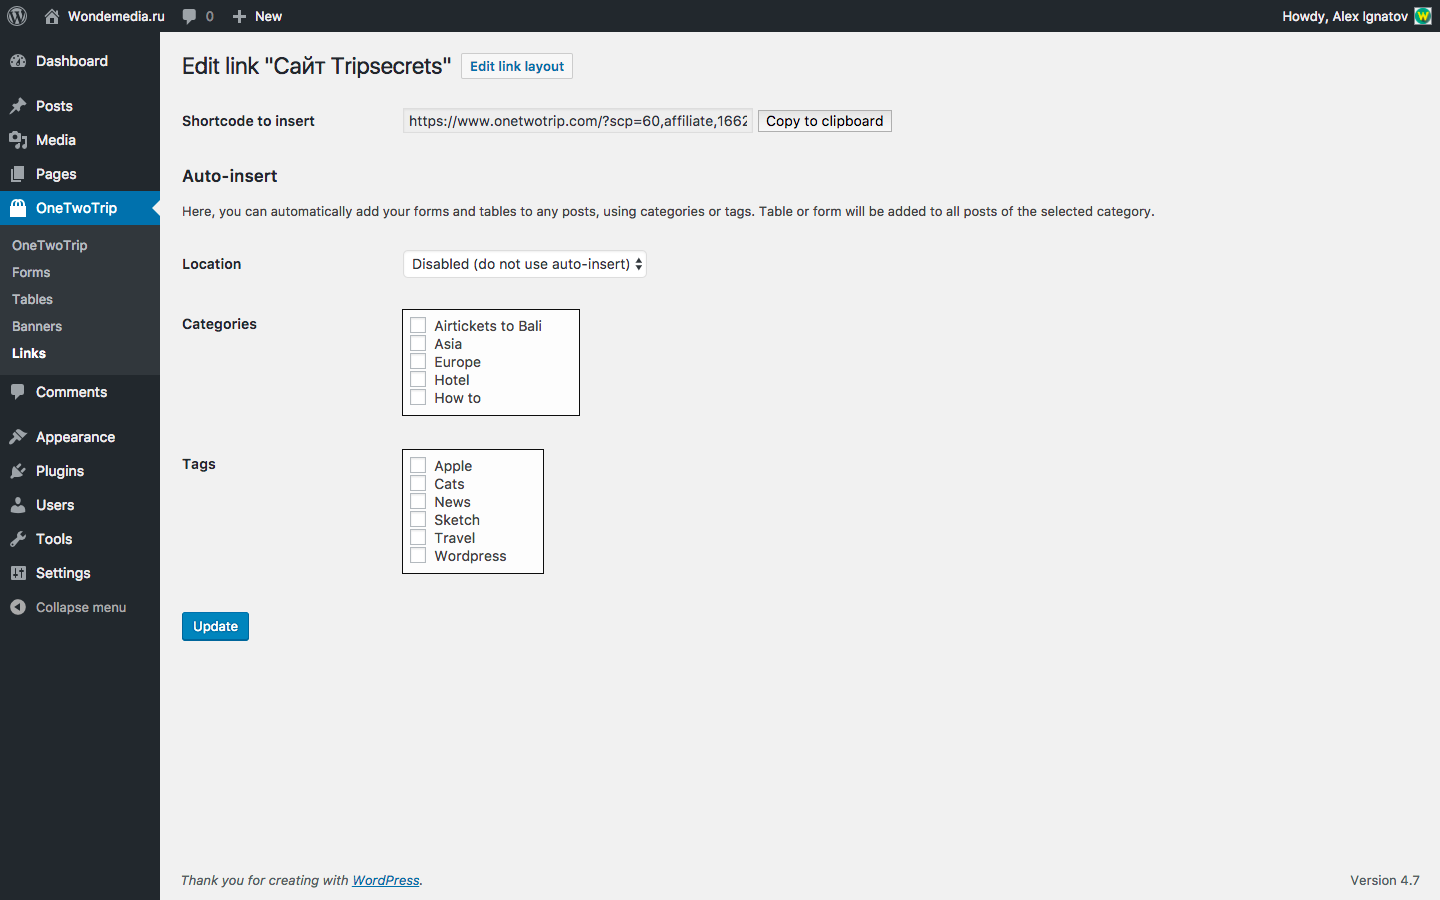 Wondemedia.ru 0 New Howdy, Alex Ignatov
Dashboard
Posts
Media
Pages
OneTwoTrip
OneTwoTrip
Forms
Tables
Banners
Links
Comments
Appearance
Plugins
Users
Tools
Settings
Collapse menu
Edit link "Сайт Tripsecrets" Edit link layout
Shortcode to insert https://www.onetwotrip.com/?scp=60,affiliate,1662 Copy to clipboard
Auto-insert
Here, you can automatically add your forms and tables to any posts, using categories or tags. Table or form will be added to all posts of the selected category.
Location Disabled (do not use auto-insert)
Categories
Airtickets to Bali
Asia
Europe
Hotel
How to
Tags
Apple
Cats
News
Sketch
Travel
Wordpress
Update
Thank you for creating with WordPress. Version 4.7